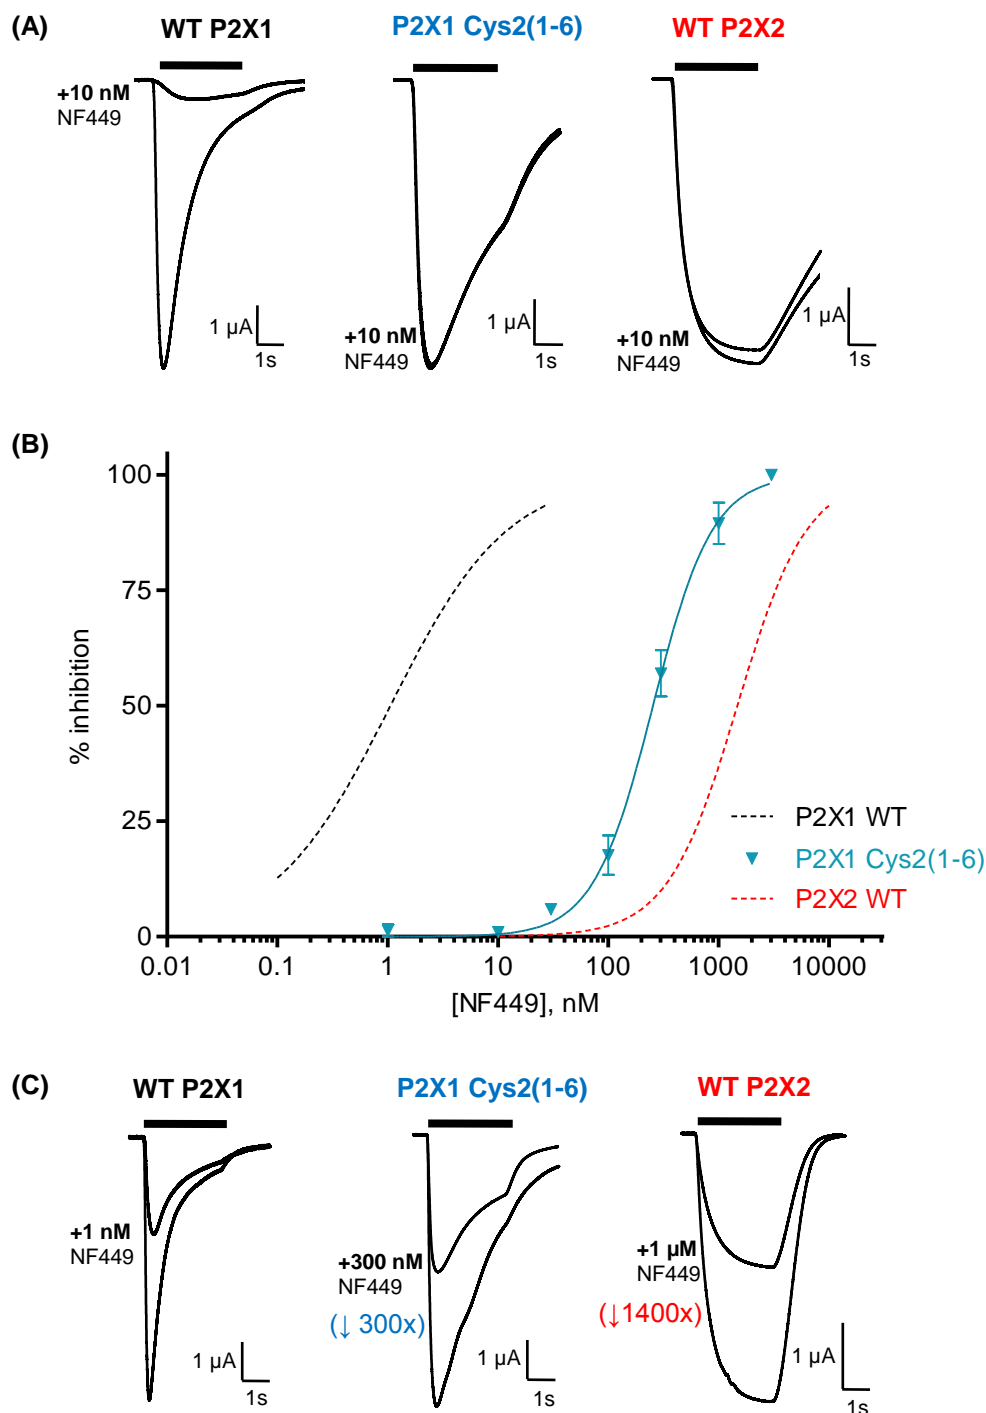 (A)
WT P2X1
P2X1 Cys2(1-6)
WT P2X2
+10 nM
NF449
1 µA
1s
+10 nM
NF449
1 µA
1s
+10 nM
NF449
1 µA
1s
(B)
100
75
50
25
0
% inhibition
0.01
0.1
1
10
100
1000
10000
[NF449], nM
P2X1 WT
P2X1 Cys2(1-6)
P2X2 WT
(C)
WT P2X1
P2X1 Cys2(1-6)
WT P2X2
+1 nM
NF449
1 µA
1s
+300 nM
NF449
(↓ 300x)
1 µA
1s
+1 µM
NF449
(↓1400x)
1 µA
1s